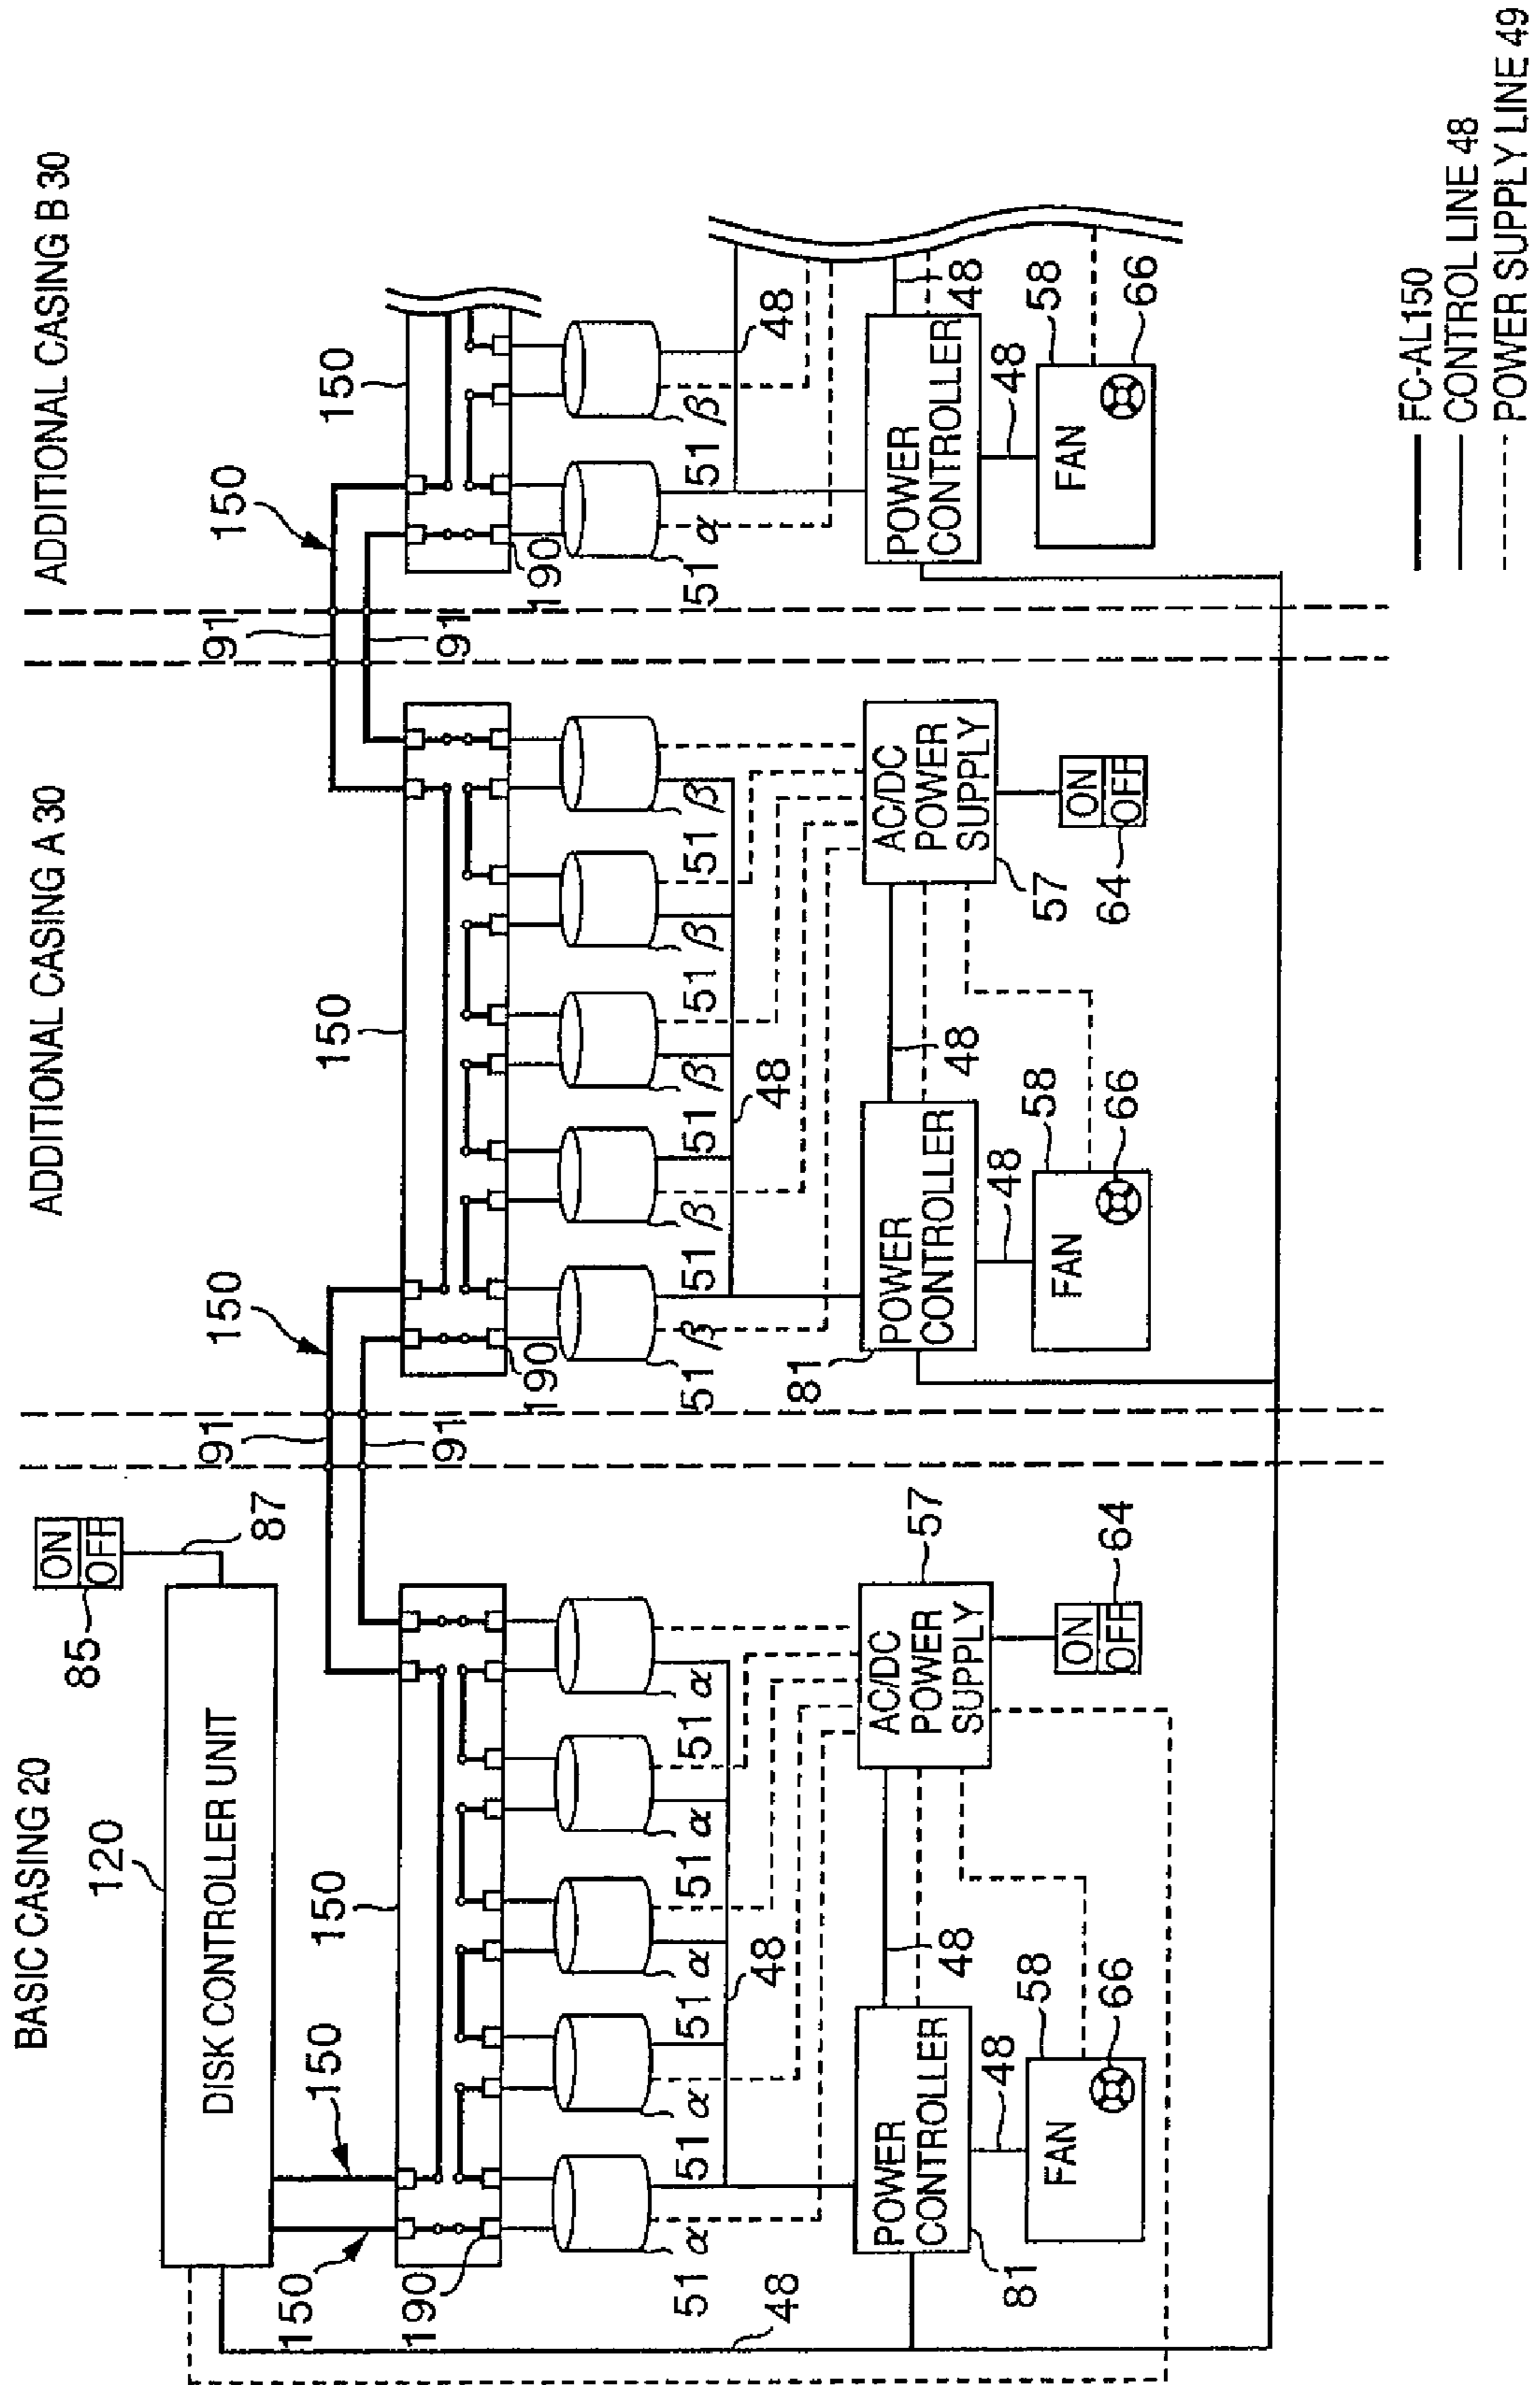 BASIC CASING 20
ADDITIONAL CASING A 30
ADDITIONAL CASING B 30
120
DISK CONTROLLER UNIT
85
ON
OFF
87
150
150
150
190
91
91
150
150
190
91
91
150
150
190
51 α
51 α
51 α
51 α
51 α
48
51 β
51 β
51 β
51 β
51 β
48
51 α
51 β
48
POWER
CONTROLLER
81
48
AC/DC
POWER
SUPPLY
57
ON
OFF
64
48
FAN
58
66
48
81
POWER
CONTROLLER
48
AC/DC
POWER
SUPPLY
57
ON
OFF
64
48
FAN
58
66
POWER
CONTROLLER
48
48
FAN
58
66
FC-AL150
CONTROL LINE 48
POWER SUPPLY LINE 49